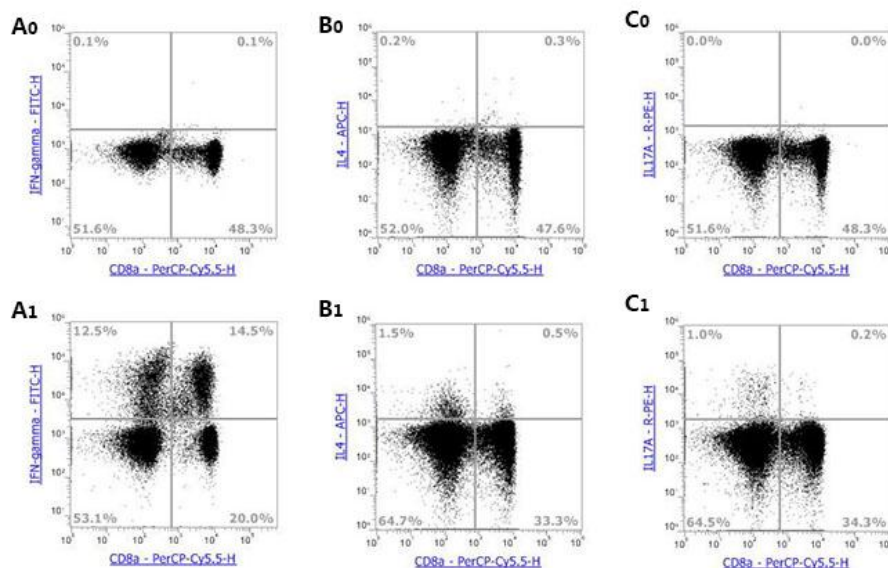 A0
0.1% 0.1%
51.6% 48.3%
IFN-gamma - FITC-H
CD8a - PerCP-Cy5,5-H
B0
0.2% 0.3%
52.0% 47.6%
IL4 - APC-H
CD8a - PerCP-Cy5,5-H
C0
0.0% 0.0%
51.6% 48.3%
IL17A - R-PE-H
CD8a - PerCP-Cy5,5-H
A1
12.5% 14.5%
53.1% 20.0%
IFN-gamma - FITC-H
CD8a - PerCP-Cy5,5-H
B1
1.5% 0.5%
64.7% 33.3%
IL4 - APC-H
CD8a - PerCP-Cy5,5-H
C1
1.0% 0.2%
64.5% 34.3%
IL17A - R-PE-H
CD8a - PerCP-Cy5,5-H